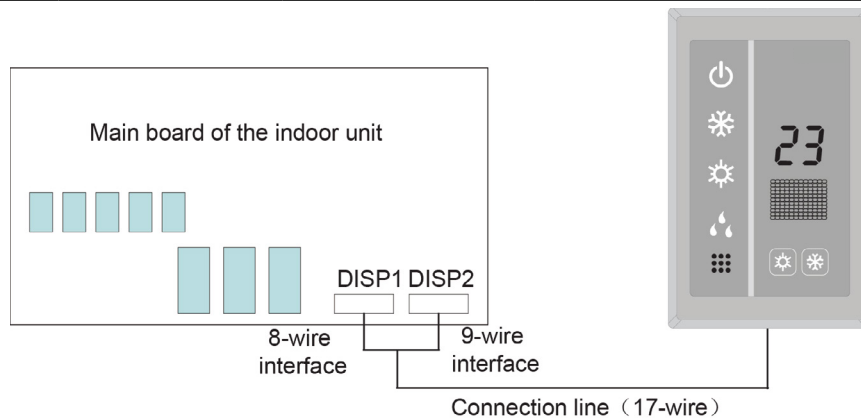 Main board of the indoor unit
23
DISP1 DISP2
8-wire
interface
9-wire
interface
Connection line（17-wire）